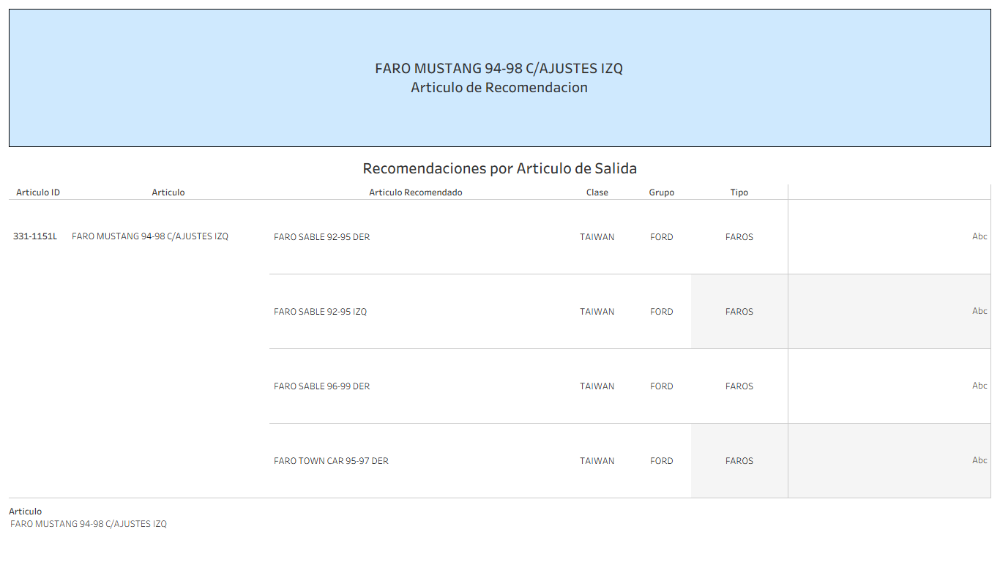 FARO MUSTANG 94-98 C/AJUSTES IZQ
Articulo de Recomendacion
Recomendaciones por Articulo de Salida
Articulo ID Articulo Articulo Recomendado Clase Grupo Tipo
331-1151L FARO MUSTANG 94-98 C/AJUSTES IZQ FARO SABLE 92-95 DER TAIWAN FORD FAROS Abc
FARO SABLE 92-95 IZQ TAIWAN FORD FAROS Abc
FARO SABLE 96-99 DER TAIWAN FORD FAROS Abc
FARO TOWN CAR 95-97 DER TAIWAN FORD FAROS Abc
Articulo
FARO MUSTANG 94-98 C/AJUSTES IZQ